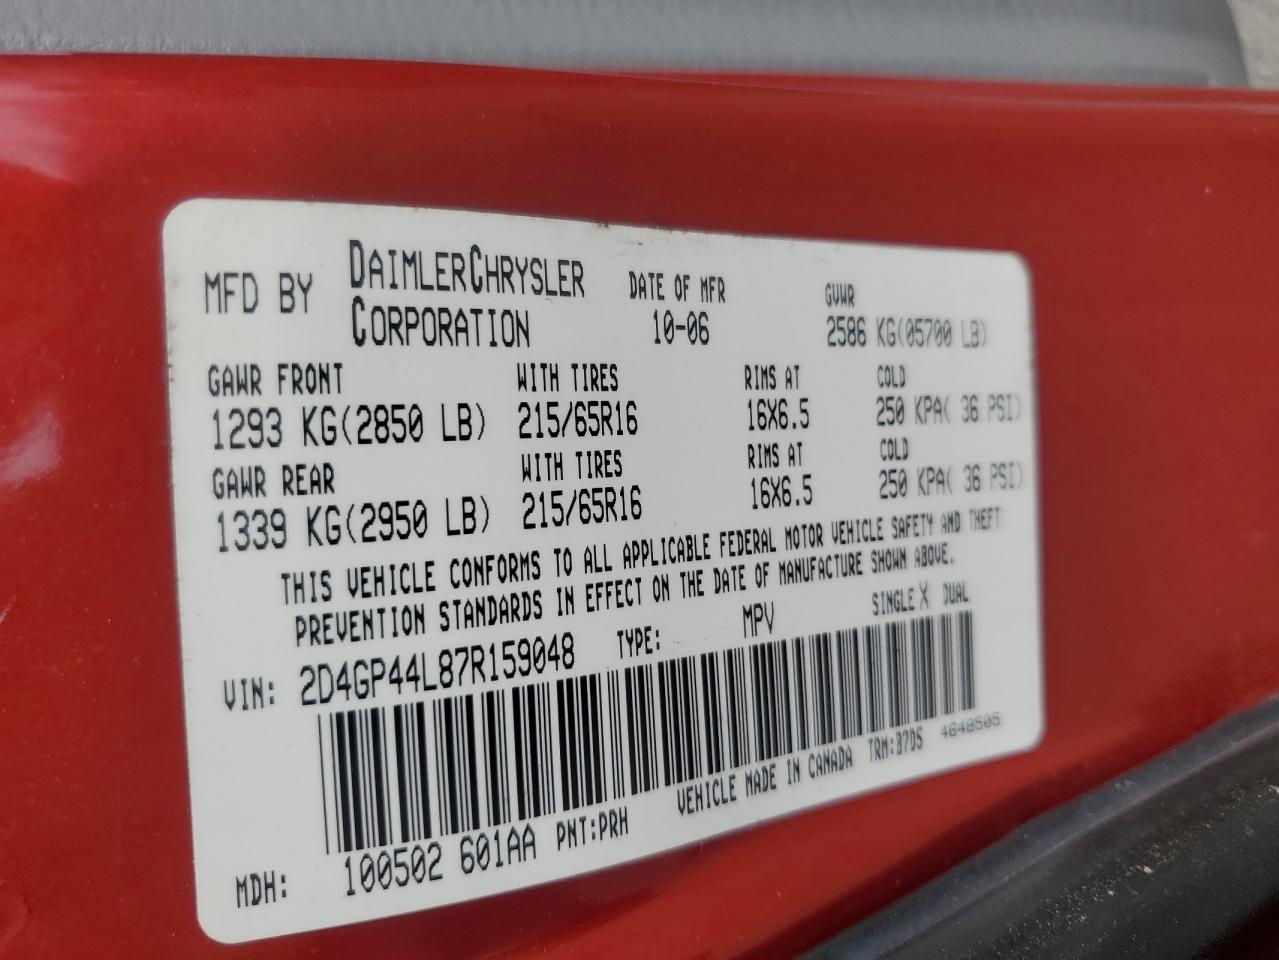 MFD BY DAIMLERCHRYSLER CORPORATION DATE OF MFR 10-06 GVWR 2586 KG(05700 LB)
GAWR FRONT WITH TIRES RIMS AT COLD
1293 KG(2850 LB) 215/65R16 16X6.5 250 KPA( 36 PSI)
GAWR REAR WITH TIRES RIMS AT COLD
1339 KG(2950 LB) 215/65R16 16X6.5 250 KPA( 36 PSI)
THIS VEHICLE CONFORMS TO ALL APPLICABLE FEDERAL MOTOR VEHICLE SAFETY AND THEFT
PREVENTION STANDARDS IN EFFECT ON THE DATE OF MANUFACTURE SHOWN ABOVE.
VIN: 2D4GP44L87R159048 TYPE: MPV SINGLE X DUAL
MDH: 100502 601AA PNT:PRH VEHICLE MADE IN CANADA TRM:B7D5 4648505